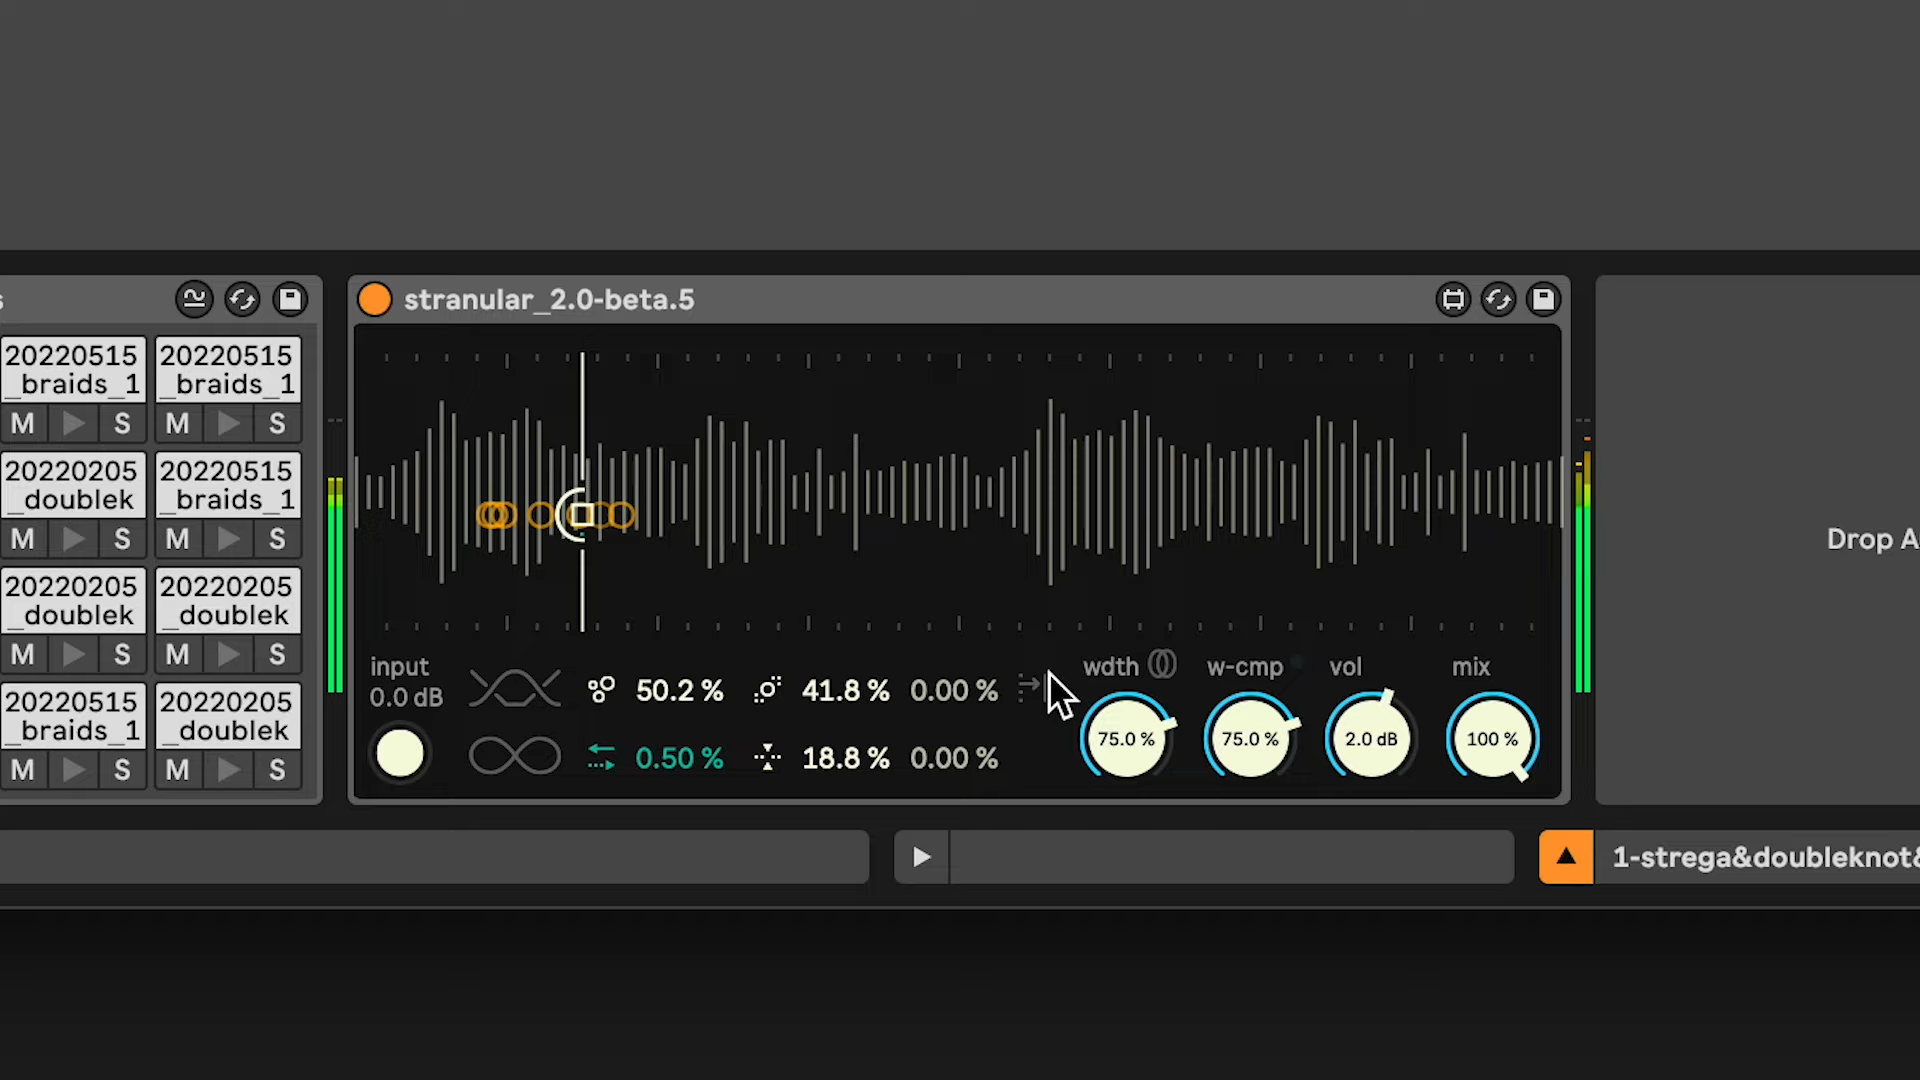 s
stranular_2.0-beta.5
20220515
_braids_1
20220515
_braids_1
M
S
M
S
20220205
_doublek
20220515
_braids_1
M
S
M
S
20220205
_doublek
20220205
_doublek
M
S
M
S
20220515
_braids_1
20220205
_doublek
M
S
M
S
input
0.0 dB
50.2 %
41.8 %
0.00 %
0.50 %
18.8 %
0.00 %
wdth
w-cmp
vol
mix
75.0 %
75.0 %
2.0 dB
100 %
Drop A
1-strega&doubleknot&